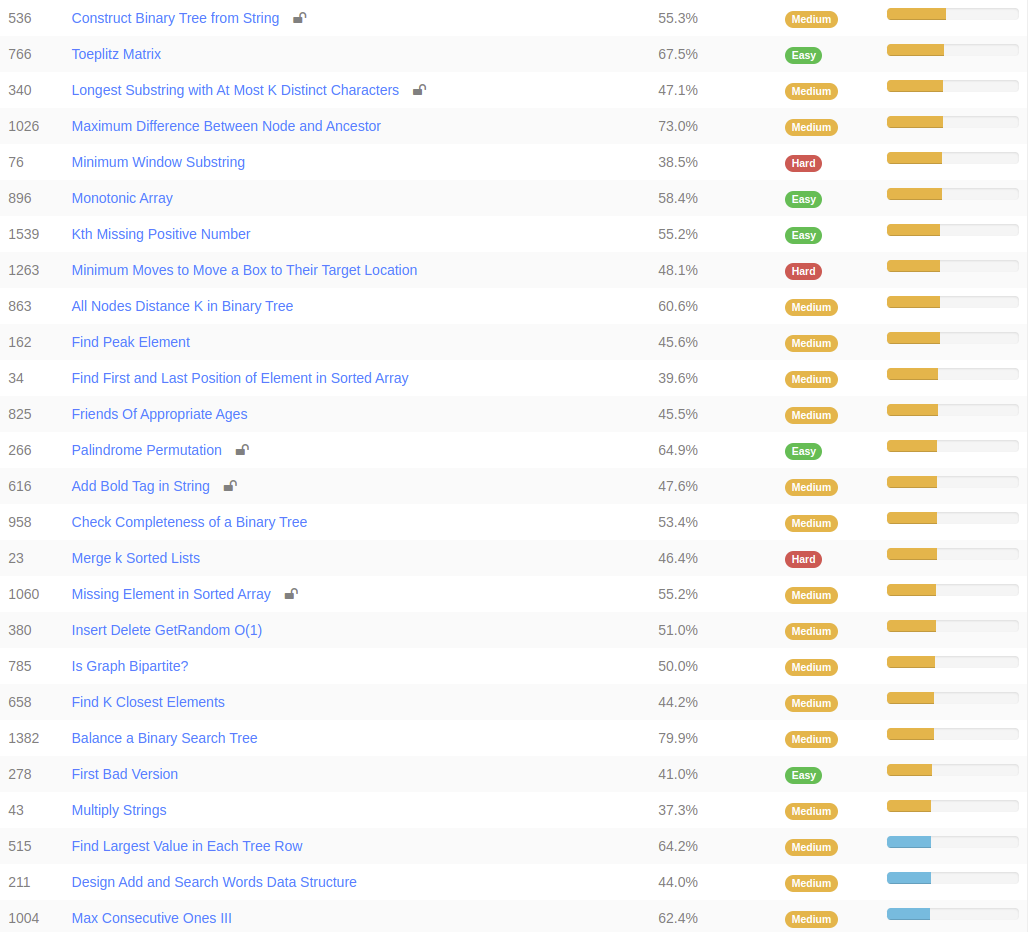 536 Construct Binary Tree from String 55.3% Medium
766 Toeplitz Matrix 67.5% Easy
340 Longest Substring with At Most K Distinct Characters 47.1% Medium
1026 Maximum Difference Between Node and Ancestor 73.0% Medium
76 Minimum Window Substring 38.5% Hard
896 Monotonic Array 58.4% Easy
1539 Kth Missing Positive Number 55.2% Easy
1263 Minimum Moves to Move a Box to Their Target Location 48.1% Hard
863 All Nodes Distance K in Binary Tree 60.6% Medium
162 Find Peak Element 45.6% Medium
34 Find First and Last Position of Element in Sorted Array 39.6% Medium
825 Friends Of Appropriate Ages 45.5% Medium
266 Palindrome Permutation 64.9% Easy
616 Add Bold Tag in String 47.6% Medium
958 Check Completeness of a Binary Tree 53.4% Medium
23 Merge k Sorted Lists 46.4% Hard
1060 Missing Element in Sorted Array 55.2% Medium
380 Insert Delete GetRandom O(1) 51.0% Medium
785 Is Graph Bipartite? 50.0% Medium
658 Find K Closest Elements 44.2% Medium
1382 Balance a Binary Search Tree 79.9% Medium
278 First Bad Version 41.0% Easy
43 Multiply Strings 37.3% Medium
515 Find Largest Value in Each Tree Row 64.2% Medium
211 Design Add and Search Words Data Structure 44.0% Medium
1004 Max Consecutive Ones III 62.4% Medium